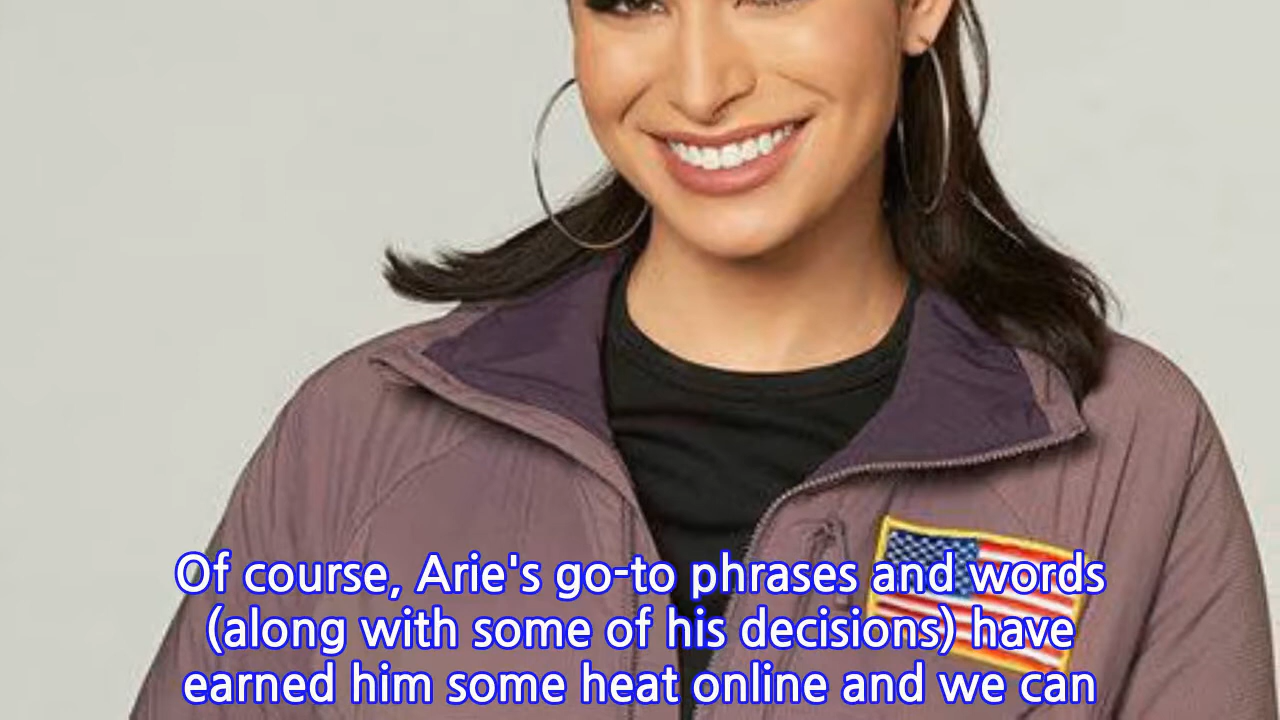 Of course, Arie's go-to phrases and words
(along with some of his decisions) have
earned him some heat online and we can